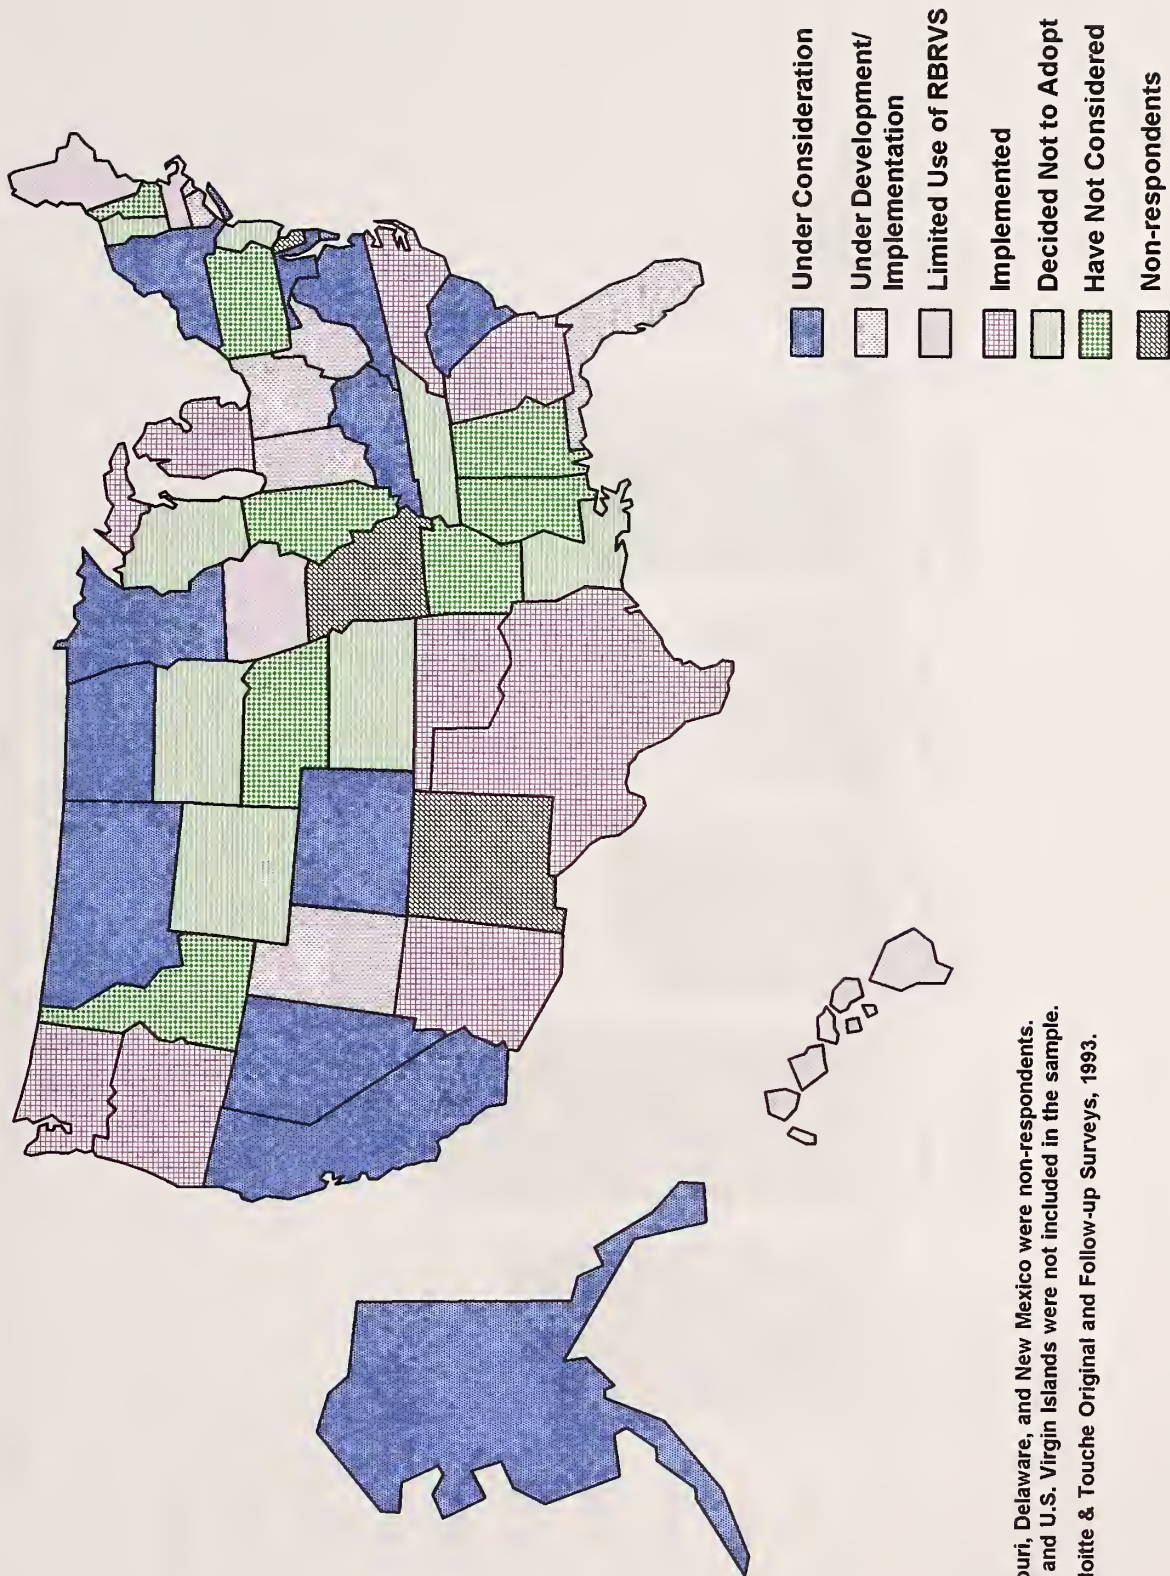 Under Consideration
Under Development/
Implementation
Limited Use of RBRVS
Implemented
Decided Not to Adopt
Have Not Considered
Non-respondents
Delaware, and New Mexico were non-respondents.
and U.S. Virgin Islands were not included in the sample.
& Touche Original and Follow-up Surveys, 1993.